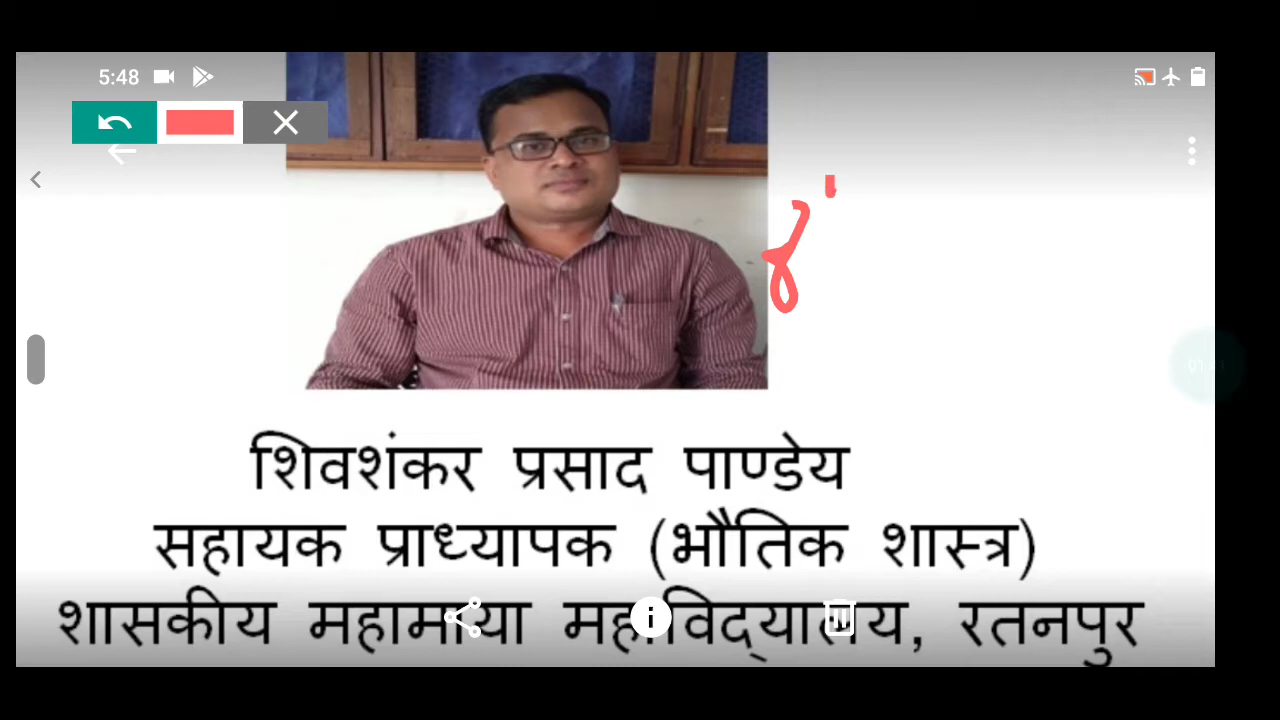 5:48
शिवशंकर प्रसाद पाण्डेय
सहायक प्राध्यापक (भौतिक शास्त्र)
शासकीय महामाया महाविद्यालय, रतनपुर